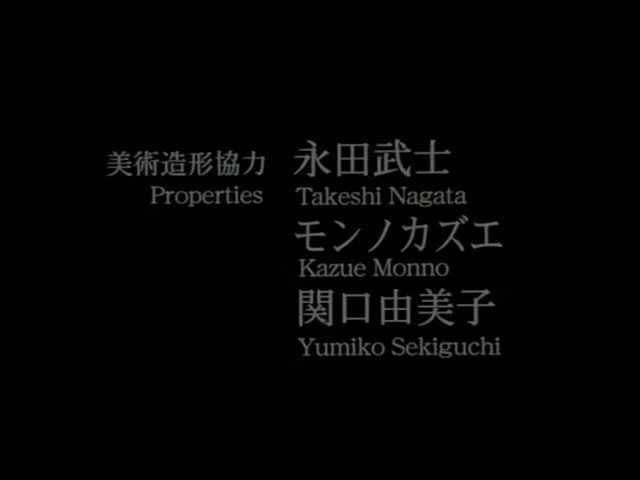 美術造形協力 永田武士
Properties Takeshi Nagata
モンノカズエ
Kazue Monno
関口由美子
Yumiko Sekiguchi